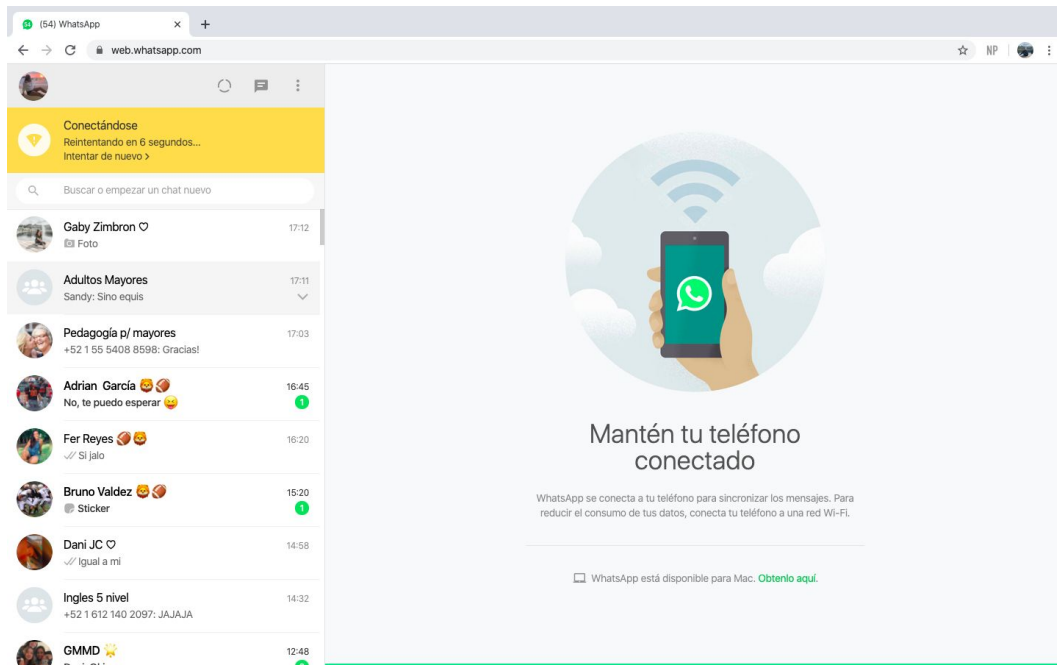 (54) WhatsApp
web.whatsapp.com
NP
Conectándose
Reintentando en 6 segundos...
Intentar de nuevo >
Buscar o empezar un chat nuevo
Gaby Zimbron ♡
17:12
Foto
Adultos Mayores
17:11
Sandy: Sino equis
Pedagogía p/ mayores
17:03
+52 1 55 5408 8598: Gracias!
Adrian García 🦁🏈
16:45
No, te puedo esperar 😝
1
Fer Reyes 🏈🦁
16:20
Si jalo
Bruno Valdez 🦁🏈
15:20
Sticker
1
Dani JC ♡
14:58
Igual a mi
Ingles 5 nivel
14:32
+52 1 612 140 2097: JAJAJA
GMMD 🌟
12:48
Mantén tu teléfono
conectado
WhatsApp se conecta a tu teléfono para sincronizar los mensajes. Para
reducir el consumo de tus datos, conecta tu teléfono a una red Wi-Fi.
WhatsApp está disponible para Mac. Obtenlo aquí.